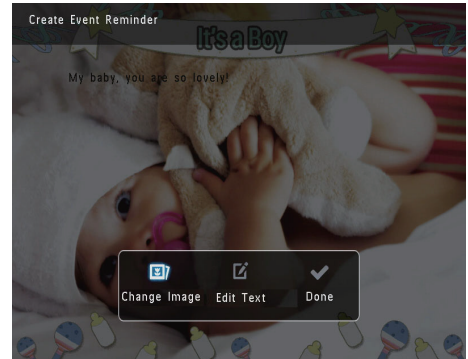 Create Event Reminder
It's a Boy
My baby, you are so lovely!
Change Image
Edit Text
Done